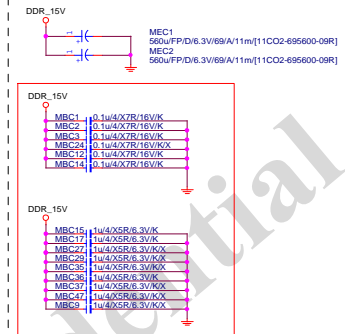 DDR_15V
1
MEC1
560u/FP/D/6.3V/69/A/11m/[11CO2-695600-09R]
1
MEC2
560u/FP/D/6.3V/69/A/11m/[11CO2-695600-09R]
DDR_15V
MBC1 0.1u/4/X7R/16V/K
MBC2 0.1u/4/X7R/16V/K
MBC3 0.1u/4/X7R/16V/K
MBC24 0.1u/4/X7R/16V/K/X
MBC12 0.1u/4/X7R/16V/K
MBC14 0.1u/4/X7R/16V/K
DDR_15V
MBC15 1u/4/X5R/6.3V/K
MBC17 1u/4/X5R/6.3V/K
MBC27 1u/4/X5R/6.3V/K/X
MBC29 1u/4/X5R/6.3V/K/X
MBC35 1u/4/X5R/6.3V/K/X
MBC36 1u/4/X5R/6.3V/K
MBC37 1u/4/X5R/6.3V/K/X
MBC47 1u/4/X5R/6.3V/K/X
MBC9 1u/4/X5R/6.3V/K/X
dential